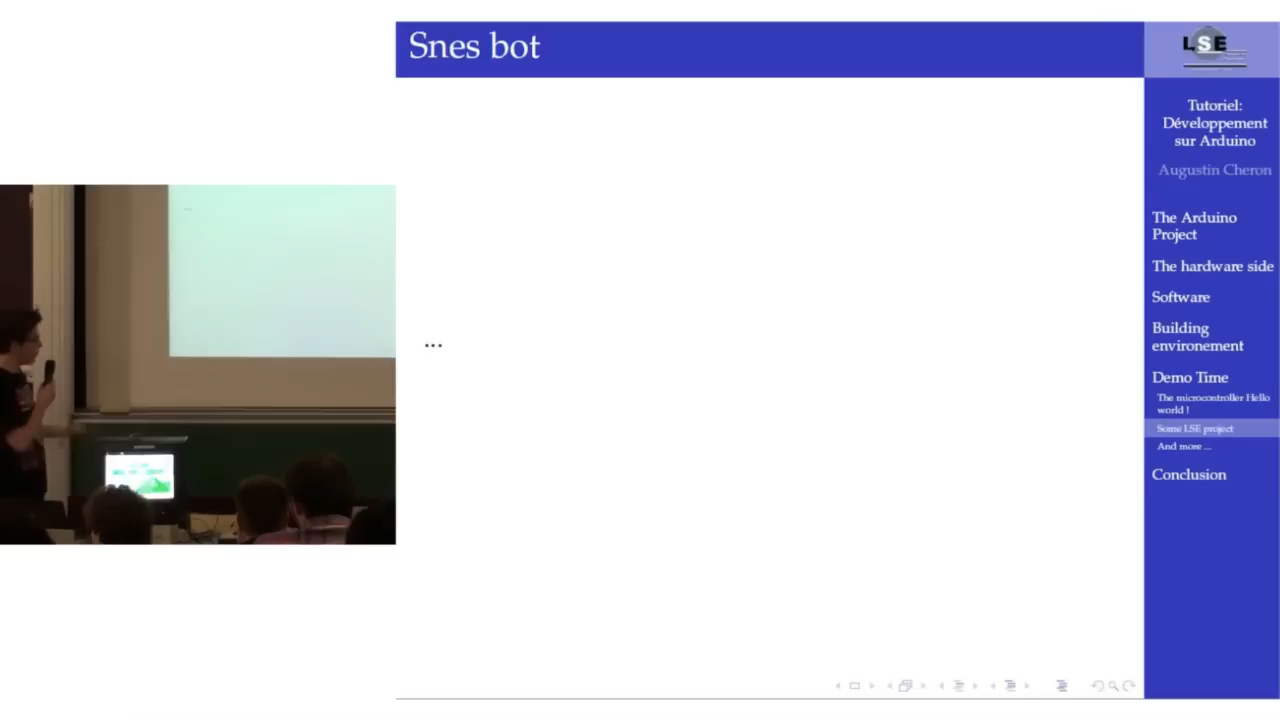 Snes bot
LSE
Tutoriel:
Développement
sur Arduino
Augustin Cheron
The Arduino
Project
The hardware side
Software
Building
environement
Demo Time
The microcontroller Hello
world !
Some LSE project
And more ...
Conclusion
...